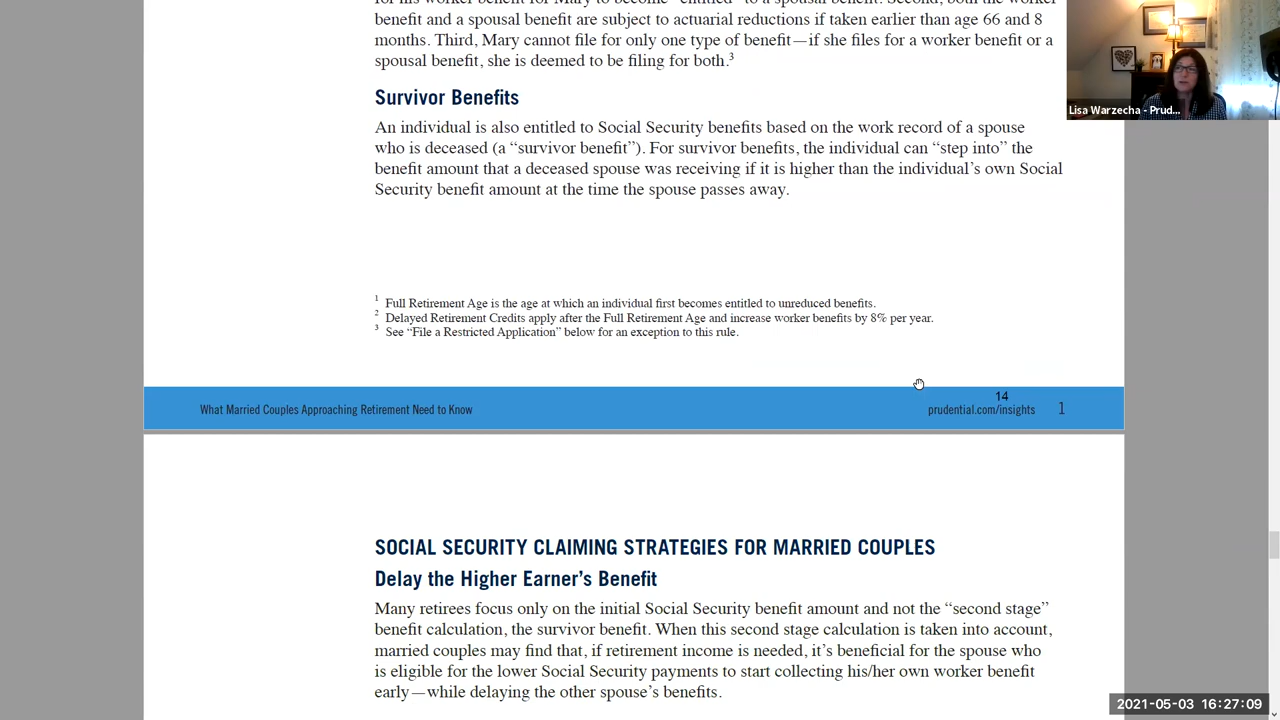 for his worker benefit for Mary to become “entitled” to a spousal benefit. Second, both the worker
benefit and a spousal benefit are subject to actuarial reductions if taken earlier than age 66 and 8
months. Third, Mary cannot file for only one type of benefit—if she files for a worker benefit or a
spousal benefit, she is deemed to be filing for both.3
Survivor Benefits
An individual is also entitled to Social Security benefits based on the work record of a spouse
who is deceased (a “survivor benefit”). For survivor benefits, the individual can “step into” the
benefit amount that a deceased spouse was receiving if it is higher than the individual’s own Social
Security benefit amount at the time the spouse passes away.
1 Full Retirement Age is the age at which an individual first becomes entitled to unreduced benefits.
2 Delayed Retirement Credits apply after the Full Retirement Age and increase worker benefits by 8% per year.
3 See “File a Restricted Application” below for an exception to this rule.
14
What Married Couples Approaching Retirement Need to Know prudential.com/insights 1
SOCIAL SECURITY CLAIMING STRATEGIES FOR MARRIED COUPLES
Delay the Higher Earner’s Benefit
Many retirees focus only on the initial Social Security benefit amount and not the “second stage”
benefit calculation, the survivor benefit. When this second stage calculation is taken into account,
married couples may find that, if retirement income is needed, it’s beneficial for the spouse who
is eligible for the lower Social Security payments to start collecting his/her own worker benefit
early—while delaying the other spouse’s benefits.
Lisa Warzecha - Prud...
2021-05-03 16:27:09